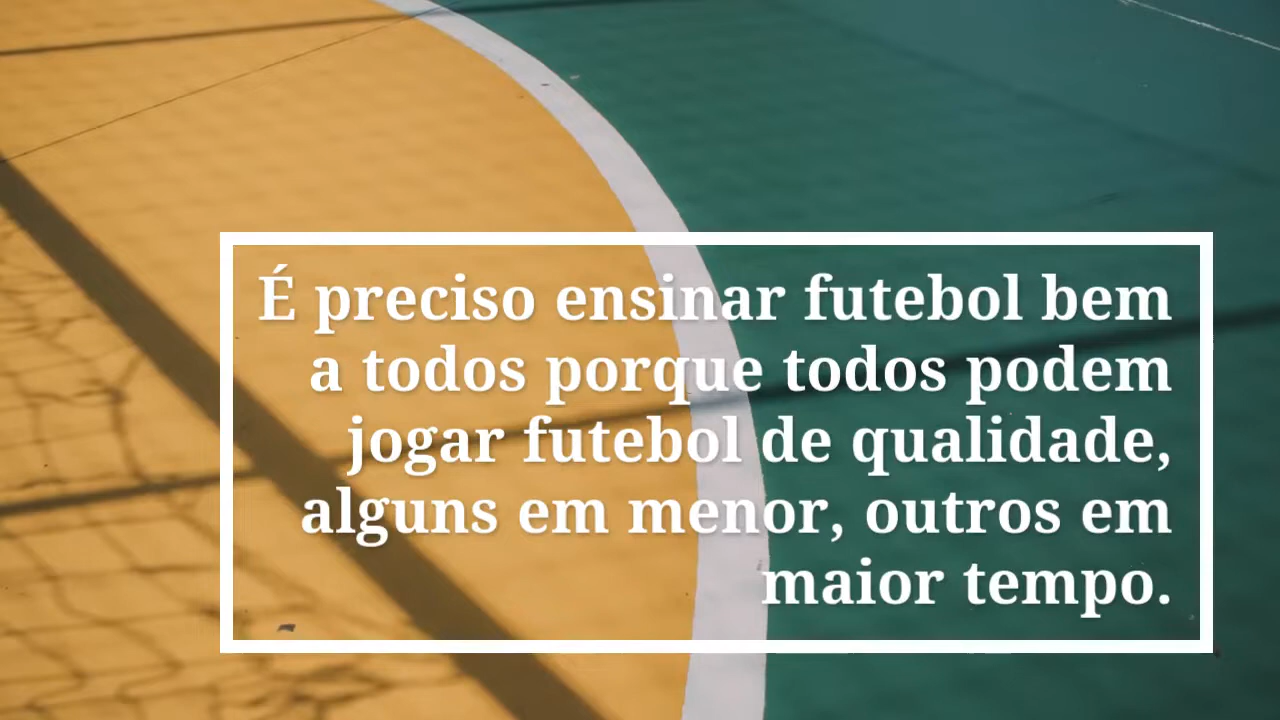 É preciso ensinar futebol bem
a todos porque todos podem
jogar futebol de qualidade,
alguns em menor, outros em
maior tempo.